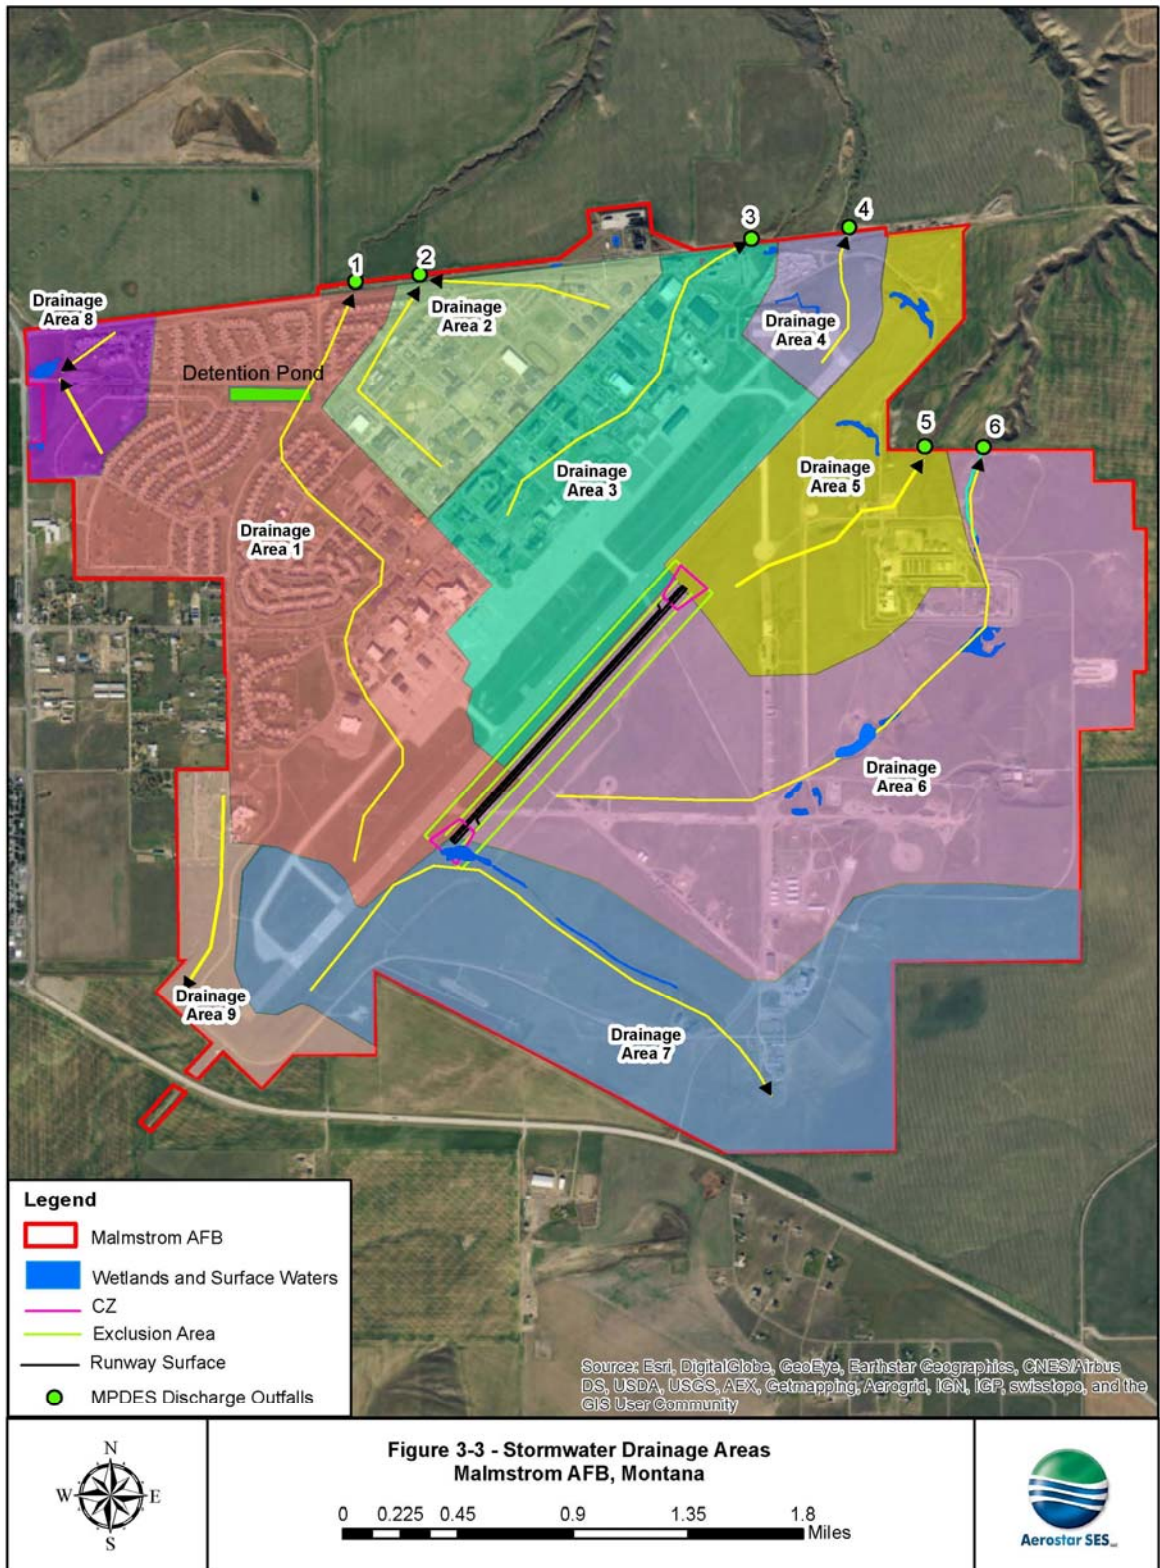 1
2
3
4
Drainage
Area 8
Drainage
Area 2
Drainage
Area 4
Detention Pond
5
6
Drainage
Area 3
Drainage
Area 5
Drainage
Area 1
Drainage
Area 6
Drainage
Area 9
Drainage
Area 7
Legend
Malmstrom AFB
Wetlands and Surface Waters
CZ
Exclusion Area
Runway Surface
MPDES Discharge Outfalls
Source: Esri, DigitalGlobe, GeoEye, Earthstar Geographics, CNES/Airbus
DS, USDA, USGS, AEX, Getmapping, Aerogrid, IGN, IGP, swisstopo, and the
GIS User Community
N
W E
S
Figure 3-3 - Stormwater Drainage Areas
Malmstrom AFB, Montana
0 0.225 0.45 0.9 1.35 1.8
Miles
Aerostar SES